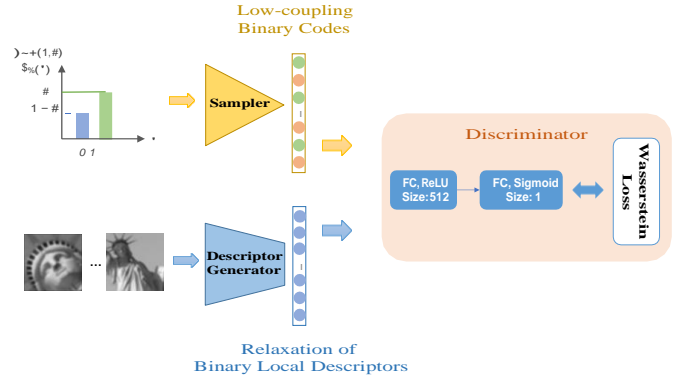 Low-coupling
Binary Codes
)~+(1,#)
$%(')
#
1 − #
0 1
Sampler
Discriminator
FC, ReLU
Size:512
FC, Sigmoid
Size: 1
Wasserstein
Loss
...
Descriptor
Generator
Relaxation of
Binary Local Descriptors